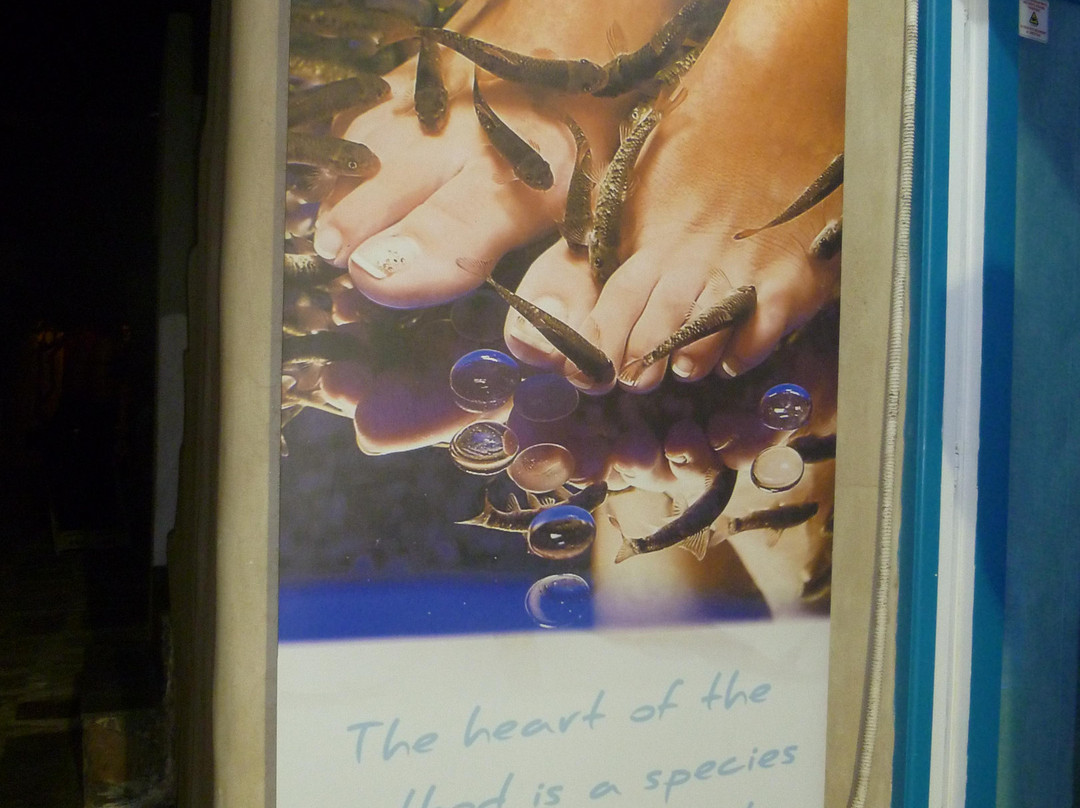 The heart of the
is a species